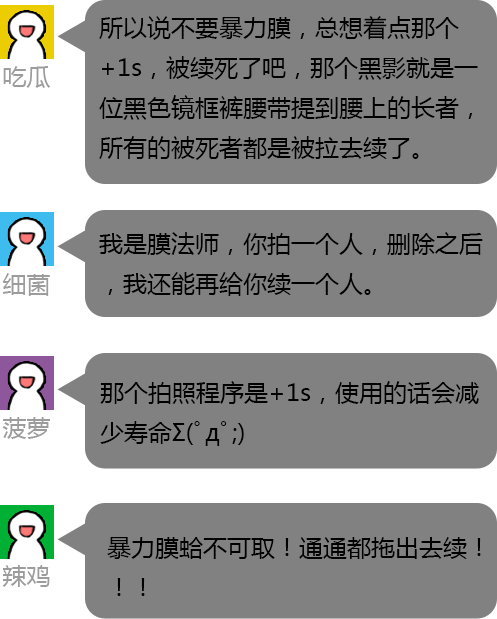 所以说不要暴力膜，总想着点那个
+1s，被续死了吧，那个黑影就是一
位黑色镜框裤腰带提到腰上的长者，
所有的被死者都是被拉去续了。
吃瓜
我是膜法师，你拍一个人，删除之后
，我还能再给你续一个人。
细菌
那个拍照程序是+1s，使用的话会减
少寿命Σ(ﾟдﾟ;)
菠萝
暴力膜蛤不可取！通通都拖出去续！
！！
辣鸡